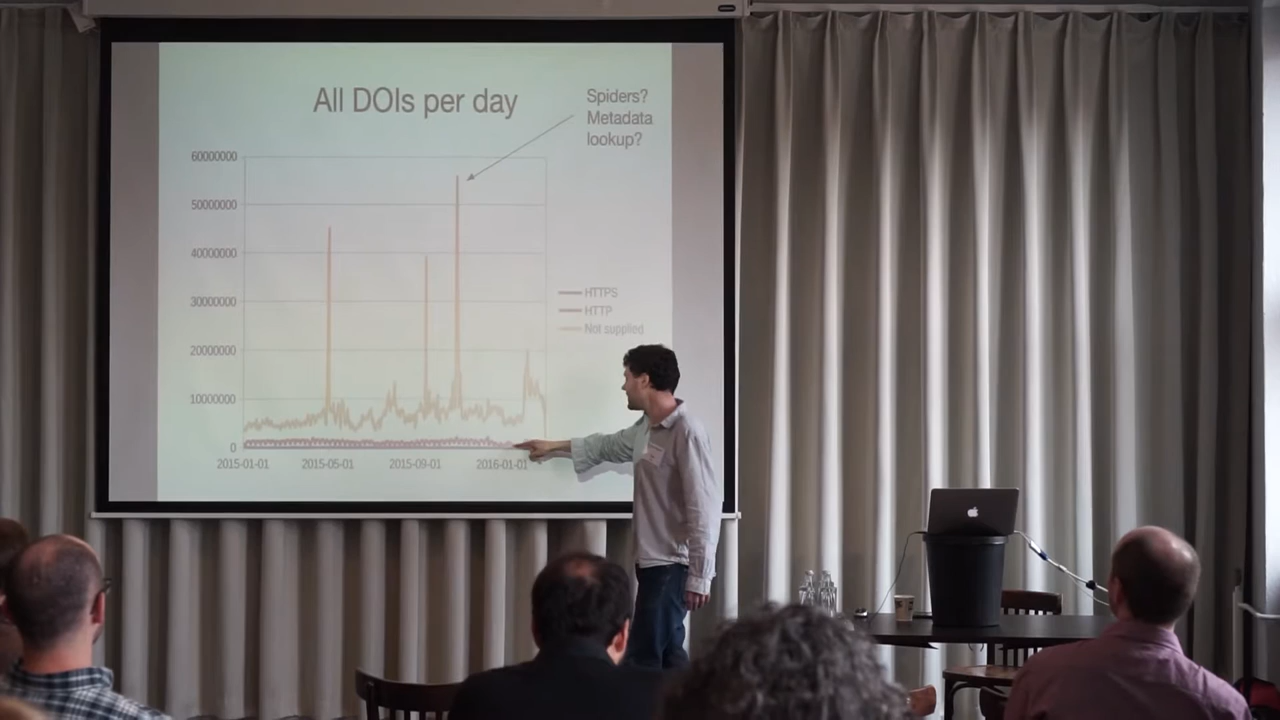 All DOIs per day
Spiders?
Metadata
lookup?
60000000
50000000
40000000
30000000
20000000
10000000
0
2015-01-01
2015-05-01
2015-09-01
2016-01-01
HTTPS
HTTP
Not supplied